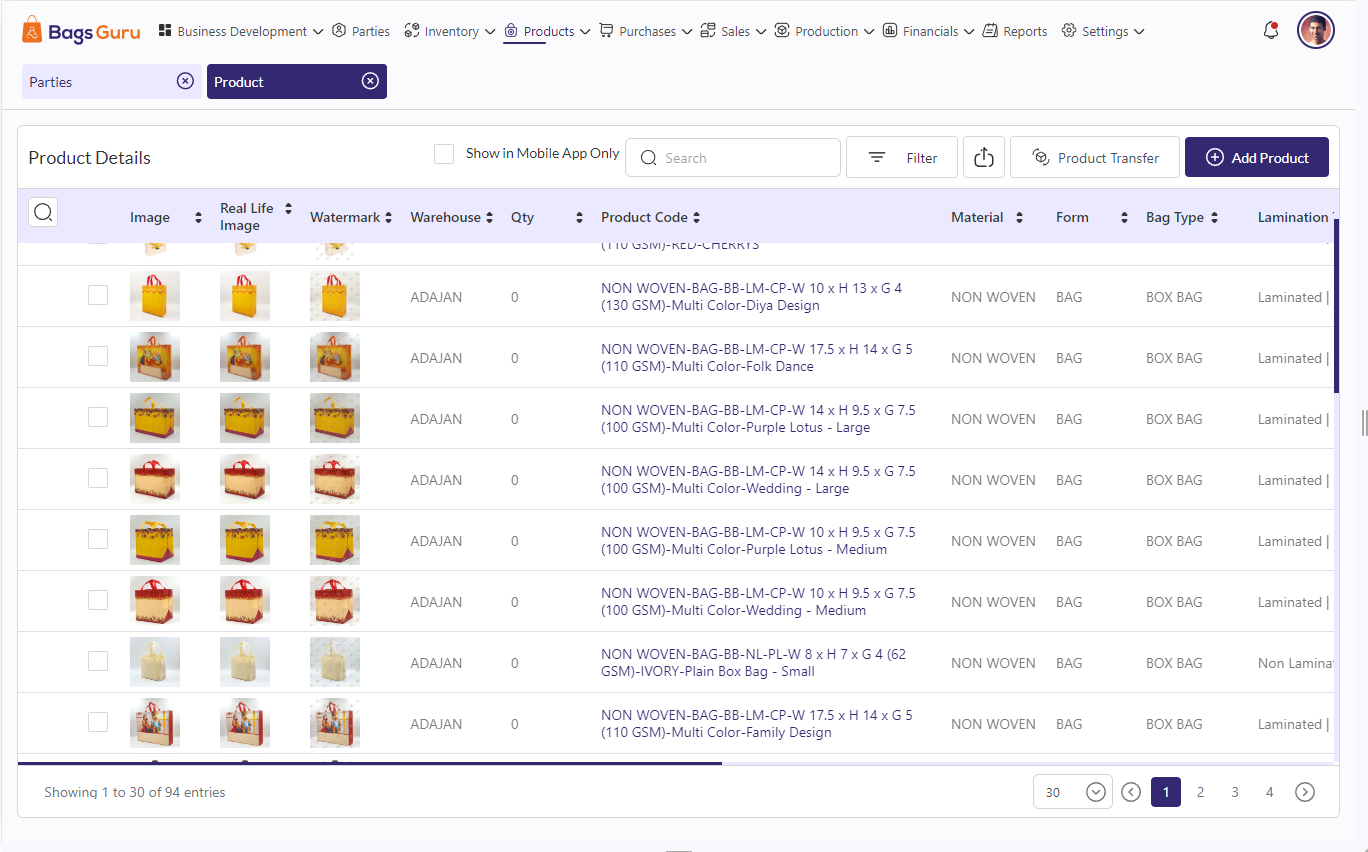 Bags Guru
Business Development
Parties
Inventory
Products
Purchases
Sales
Production
Financials
Reports
Settings
Parties
Product
Product Details
Show in Mobile App Only
Search
Filter
Product Transfer
Add Product
Image
Real Life
Image
Watermark
Warehouse
Qty
Product Code
Material
Form
Bag Type
Lamination
(110 GSM)-RED-CHERRYS
ADAJAN 0 NON WOVEN-BAG-BB-LM-CP-W 10 x H 13 x G 4
(130 GSM)-Multi Color-Diya Design
NON WOVEN BAG BOX BAG Laminated |
ADAJAN 0 NON WOVEN-BAG-BB-LM-CP-W 17.5 x H 14 x G 5
(110 GSM)-Multi Color-Folk Dance
NON WOVEN BAG BOX BAG Laminated |
ADAJAN 0 NON WOVEN-BAG-BB-LM-CP-W 14 x H 9.5 x G 7.5
(100 GSM)-Multi Color-Purple Lotus - Large
NON WOVEN BAG BOX BAG Laminated |
ADAJAN 0 NON WOVEN-BAG-BB-LM-CP-W 14 x H 9.5 x G 7.5
(100 GSM)-Multi Color-Wedding - Large
NON WOVEN BAG BOX BAG Laminated |
ADAJAN 0 NON WOVEN-BAG-BB-LM-CP-W 10 x H 9.5 x G 7.5
(100 GSM)-Multi Color-Purple Lotus - Medium
NON WOVEN BAG BOX BAG Laminated |
ADAJAN 0 NON WOVEN-BAG-BB-LM-CP-W 10 x H 9.5 x G 7.5
(100 GSM)-Multi Color-Wedding - Medium
NON WOVEN BAG BOX BAG Laminated |
ADAJAN 0 NON WOVEN-BAG-BB-NL-PL-W 8 x H 7 x G 4 (62
GSM)-IVORY-Plain Box Bag - Small
NON WOVEN BAG BOX BAG Non Lamina
ADAJAN 0 NON WOVEN-BAG-BB-LM-CP-W 17.5 x H 14 x G 5
(110 GSM)-Multi Color-Family Design
NON WOVEN BAG BOX BAG Laminated |
Showing 1 to 30 of 94 entries
30
1 2 3 4